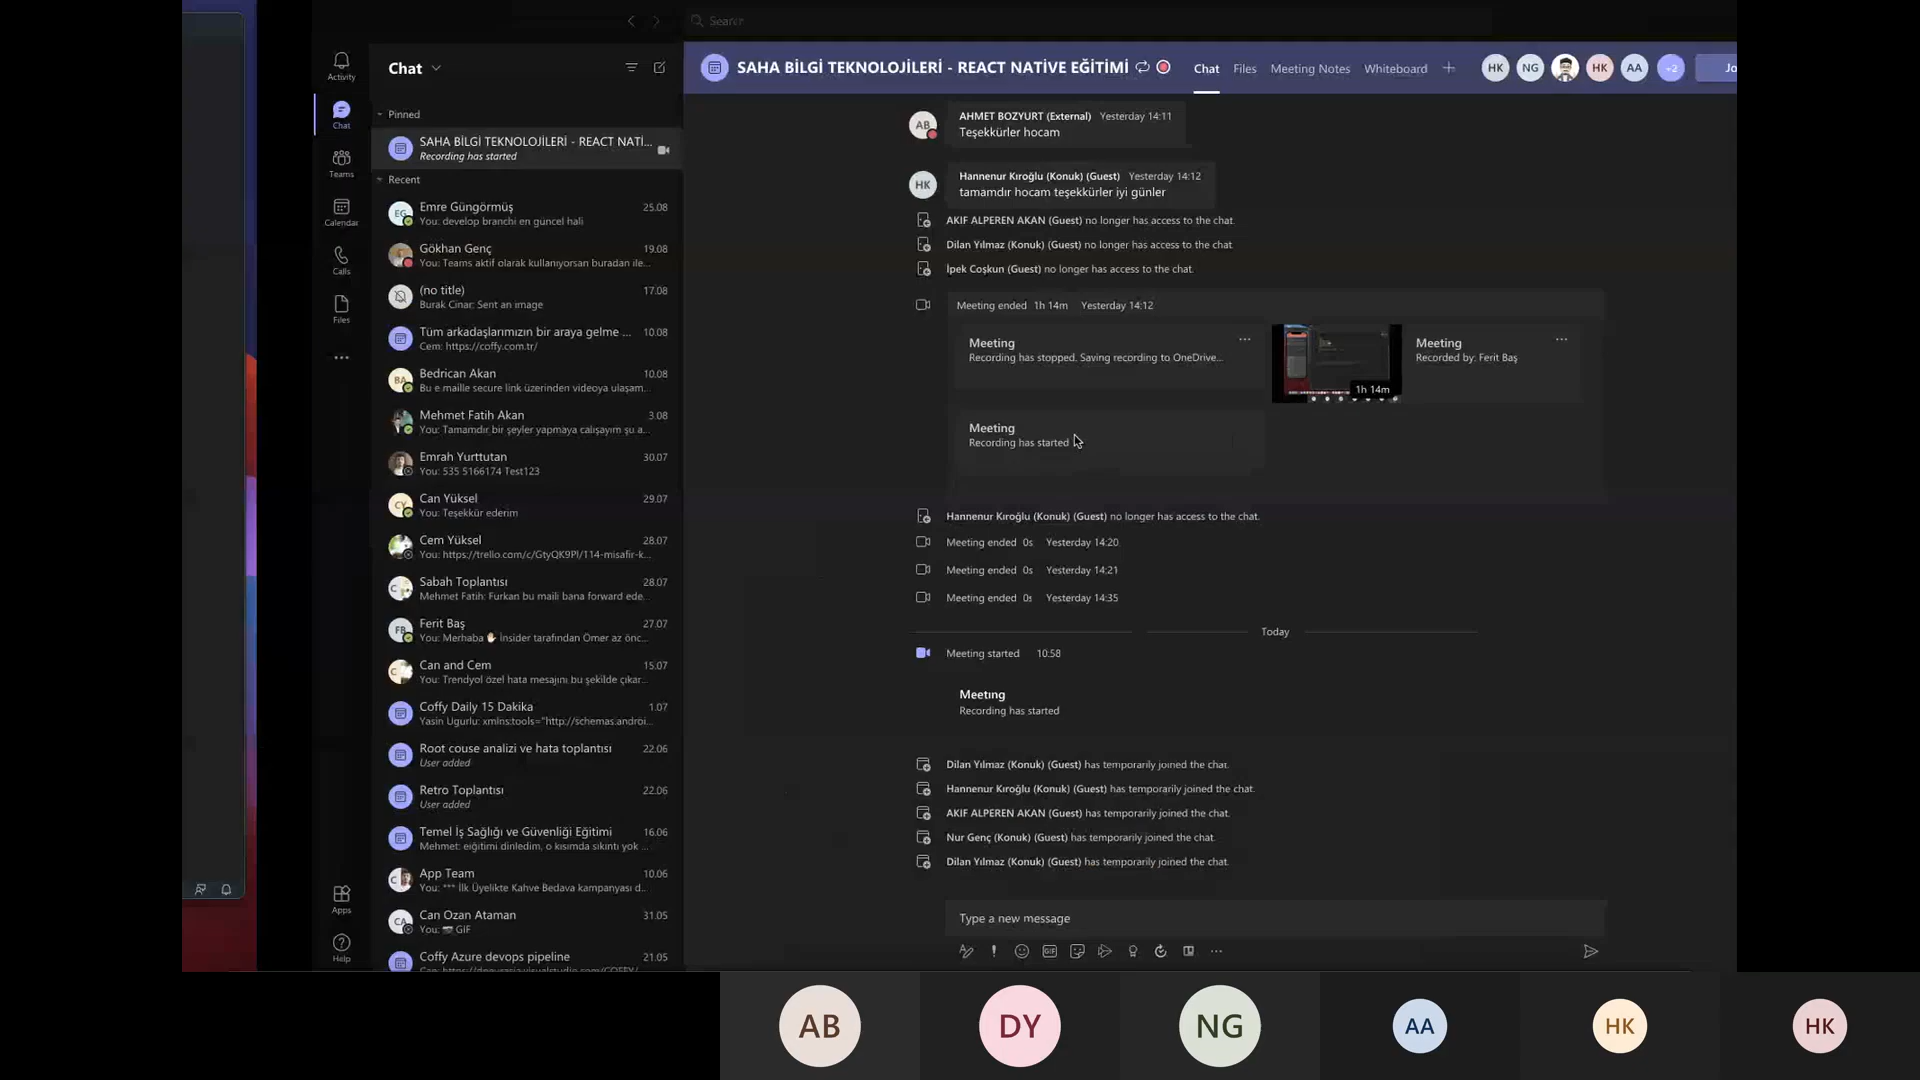 Search
Activity
Chat
Teams
Calendar
Calls
Files
Apps
Help
Chat
Pinned
SAHA BİLGİ TEKNOLOJİLERİ - REACT NATİ...
Recording has started
Recent
Emre Güngörmüş 25.08
You: develop branchi en güncel hali
Gökhan Genç 19.08
You: Teams aktif olarak kullanıyorsan buradan ile...
(no title) 17.08
Burak Cinar: Sent an image
Tüm arkadaşlarımızın bir araya gelme ... 10.08
Cem: https://coffy.com.tr/
Bedrican Akan 10.08
Bu e maille secure link üzerinden videoya ulaşam...
Mehmet Fatih Akan 3.08
You: Tamamdır bir şeyler yapmaya calışayım şu a...
Emrah Yurttutan 30.07
You: 535 5166174 Test123
Can Yüksel 29.07
You: Teşekkür ederim
Cem Yüksel 28.07
You: https://trello.com/c/GtyQK9Pl/114-misafir-k...
Sabah Toplantısı 28.07
Mehmet Fatih: Furkan bu maili bana forward ede...
Ferit Baş 27.07
You: Merhaba ✋ İnsider tarafından Ömer az önc...
Can and Cem 15.07
You: Trendyol özel hata mesajını bu şekilde çıkar...
Coffy Daily 15 Dakika 1.07
Yasin Ugurlu: xmlns:tools="http://schemas.androi...
Root couse analizi ve hata toplantısı 22.06
User added
Retro Toplantısı 22.06
User added
Temel İş Sağlığı ve Güvenliği Eğitimi 16.06
Mehmet: eiğitimi dinledim, o kısımda sıkıntı yok ...
App Team 10.06
You: *** İlk Üyelikte Kahve Bedava kampanyası d...
Can Ozan Ataman 31.05
You: GIF
Coffy Azure devops pipeline 21.05
SAHA BİLGİ TEKNOLOJİLERİ - REACT NATİVE EĞİTİMİ
Chat Files Meeting Notes Whiteboard
HK NG HK AA +2 Jo
AB
AHMET BOZYURT (External) Yesterday 14:11
Teşekkürler hocam
HK
Hannenur Kıroğlu (Konuk) (Guest) Yesterday 14:12
tamamdır hocam teşekkürler iyi günler
AKIF ALPEREN AKAN (Guest) no longer has access to the chat.
Dilan Yılmaz (Konuk) (Guest) no longer has access to the chat
İpek Coşkun (Guest) no longer has access to the chat.
Meeting ended 1h 14m Yesterday 14:12
Meeting
Recording has stopped. Saving recording to OneDrive...
1h 14m
Meeting
Recorded by: Ferit Baş
Meeting
Recording has started
Hannenur Kıroğlu (Konuk) (Guest) no longer has access to the chat.
Meeting ended 0s Yesterday 14:20
Meeting ended 0s Yesterday 14:21
Meeting ended 0s Yesterday 14:35
Today
Meeting started 10:58
Meeting
Recording has started
Dilan Yılmaz (Konuk) (Guest) has temporarily joined the chat.
Hannenur Kıroğlu (Konuk) (Guest) has temporarily joined the chat.
AKIF ALPEREN AKAN (Guest) has temporarily joined the chat.
Nur Genç (Konuk) (Guest) has temporarily joined the chat.
Dilan Yılmaz (Konuk) (Guest) has temporarily joined the chat.
Type a new message
AB DY NG AA HK HK